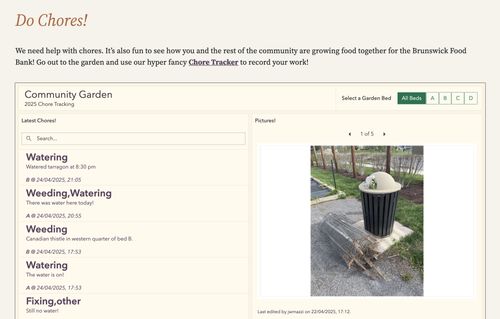 Do Chores!
We need help with chores. It's also fun to see how you and the rest of the community are growing food together for the Brunswick Food
Bank! Go out to the garden and use our hyper fancy Chore Tracker to record your work!
Community Garden
2025 Chore Tracking
Select a Garden Bed
All Beds
A
B
C
D
Latest Chores!
Search...
Watering
Watered tarragon at 8:30 pm
B @ 24/04/2025, 21:05
Weeding,Watering
There was water here today!
A @ 24/04/2025, 20:55
Weeding
Canadian thistle in western quarter of bed B.
B @ 24/04/2025, 17:53
Watering
The water is on!
A @ 24/04/2025, 17:53
Fixing,other
Still no water!
Pictures!
1 of 5
Last edited by jwmazzi on 22/04/2025, 17:12.